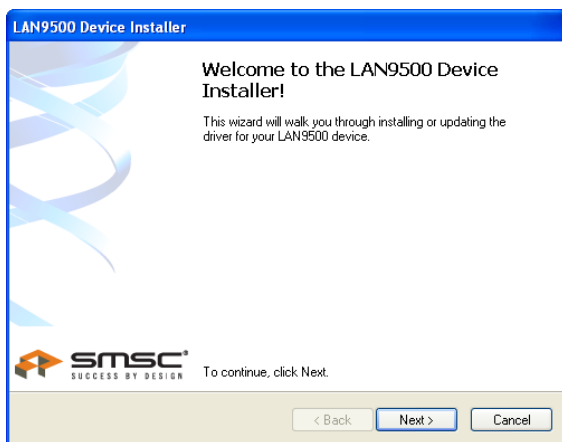 LAN9500 Device Installer
Welcome to the LAN9500 Device
Installer!
This wizard will walk you through installing or updating the
driver for your LAN9500 device.
smsc®
SUCCESS BY DESIGN
To continue, click Next.
< Back
Next >
Cancel